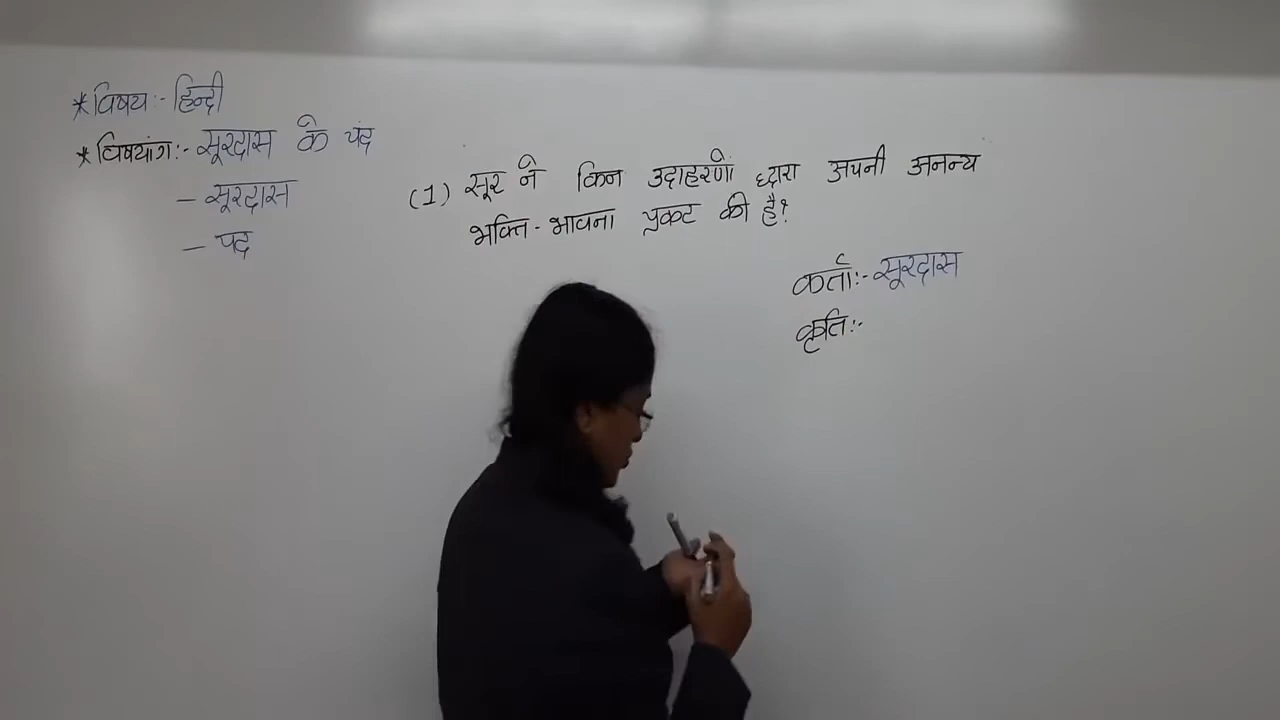 * विषय:- हिन्दी
* विषयांग:- सूरदास के पद
- सूरदास
- पद
(1) सूर ने किन उदाहरणों द्वारा अपनी अनन्य
भक्ति-भावना प्रकट की है?
कर्ता:- सूरदास
कृति:-